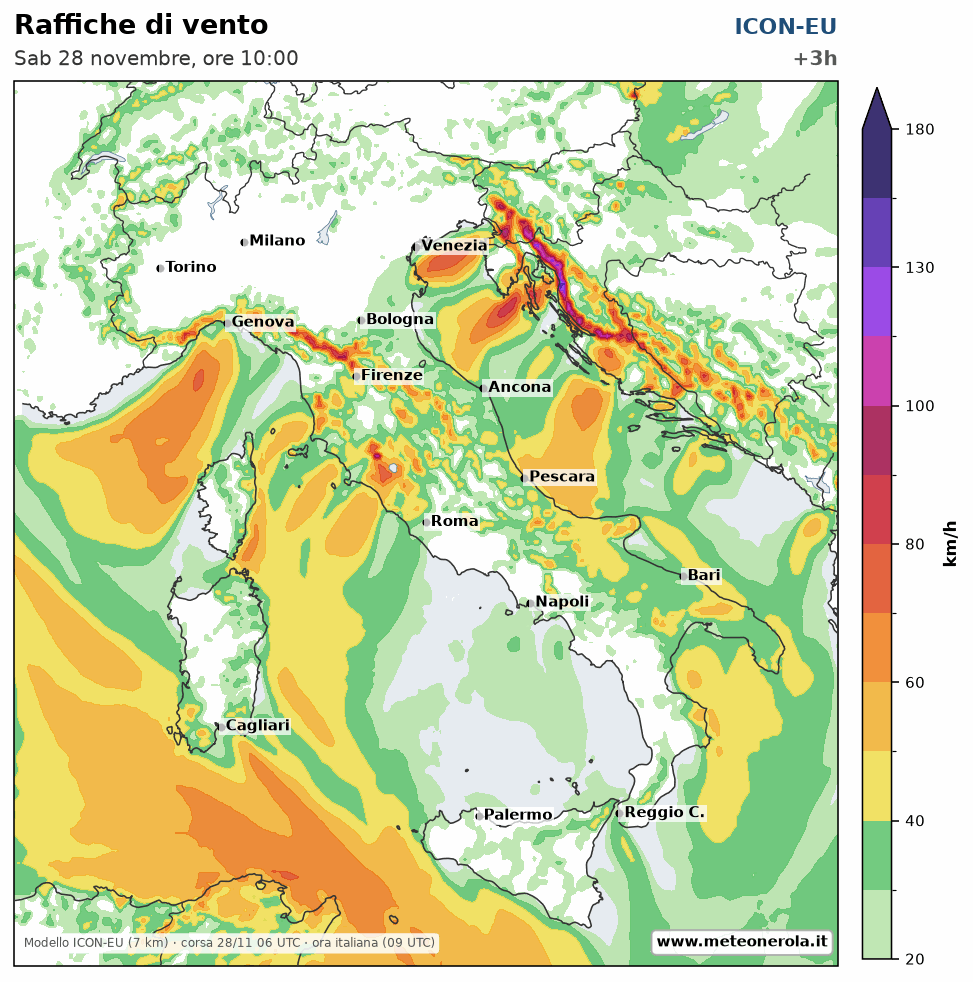 Raffiche di vento
ICON-EU
Sab 28 novembre, ore 10:00
+3h
180
130
100
80
60
40
20
km/h
Milano
Venezia
Torino
Genova
Bologna
Firenze
Ancona
Pescara
Roma
Bari
Napoli
Cagliari
Palermo
Reggio C.
Modello ICON-EU (7 km) · corsa 28/11 06 UTC · ora italiana (09 UTC)
www.meteonerola.it